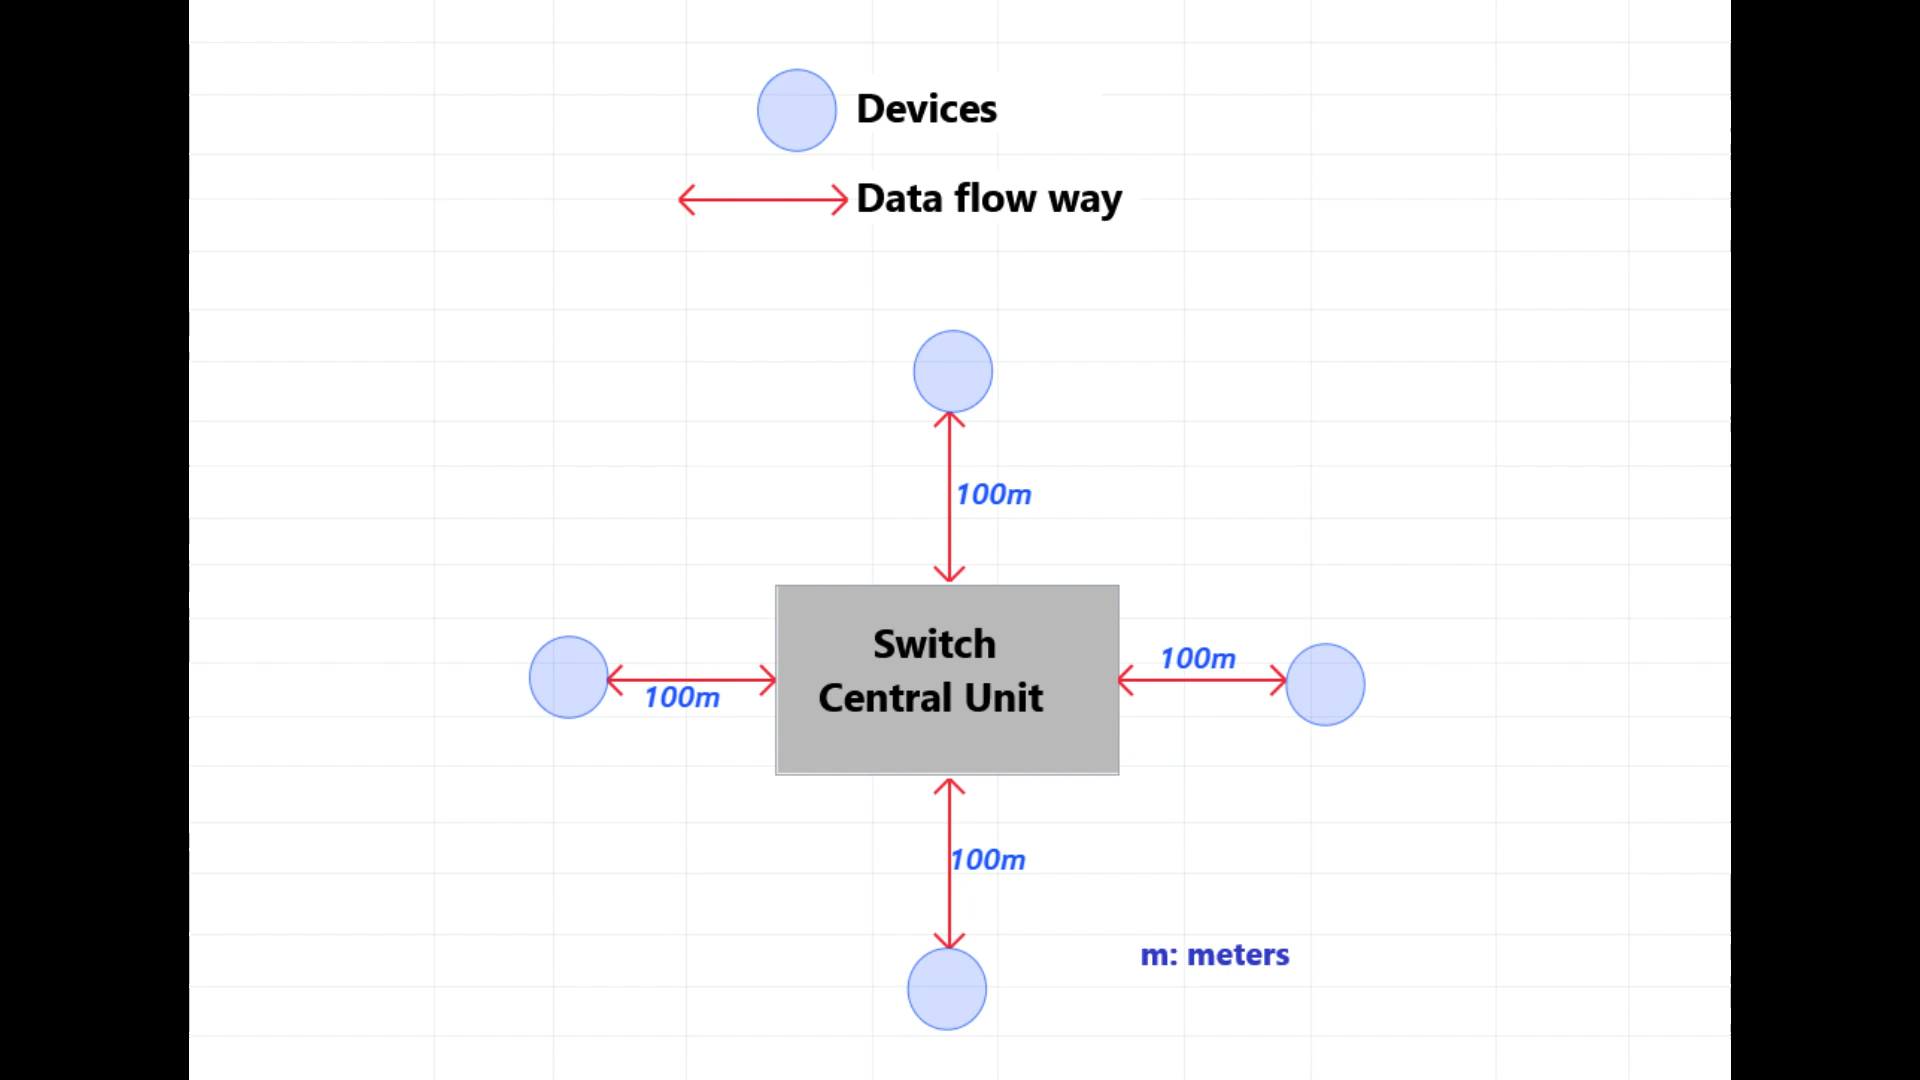 Devices
Data flow way
100m
Switch
Central Unit
100m
100m
100m
m: meters